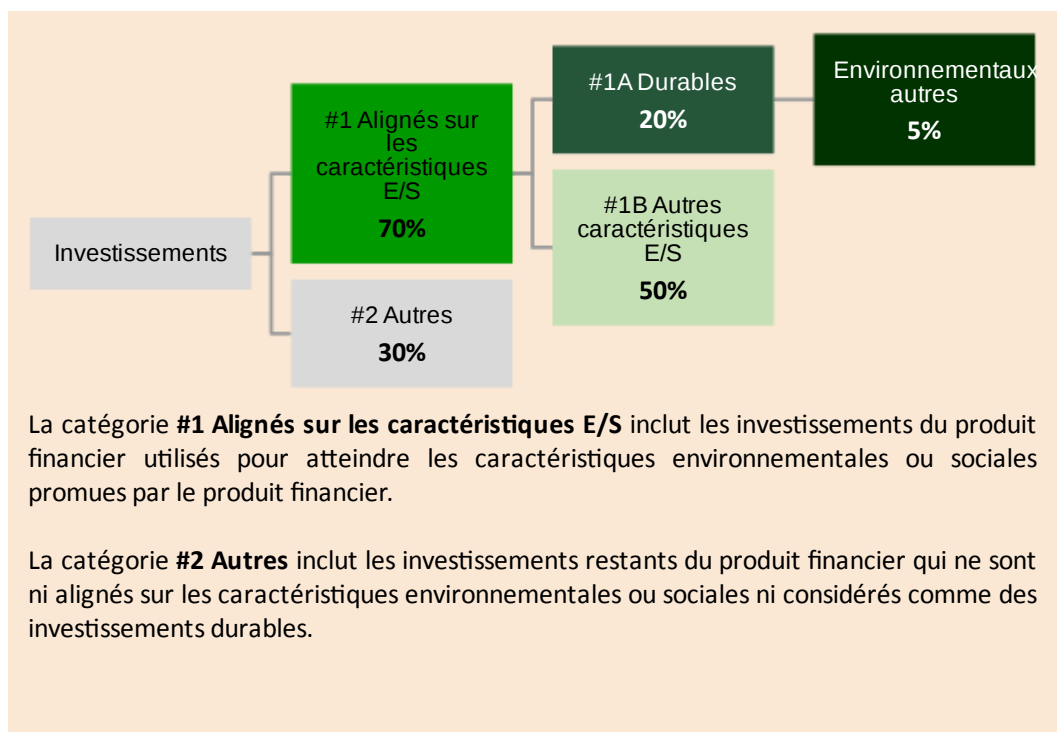 #1A Durables
20%
Environnementaux
autres
5%
#1 Alignés sur
les
caractéristiques
E/S
70%
#1B Autres
caractéristiques
E/S
50%
Investissements
#2 Autres
30%
La catégorie #1 Alignés sur les caractéristiques E/S inclut les investissements du produit
financier utilisés pour atteindre les caractéristiques environnementales ou sociales
promues par le produit financier.
La catégorie #2 Autres inclut les investissements restants du produit financier qui ne sont
ni alignés sur les caractéristiques environnementales ou sociales ni considérés comme des
investissements durables.